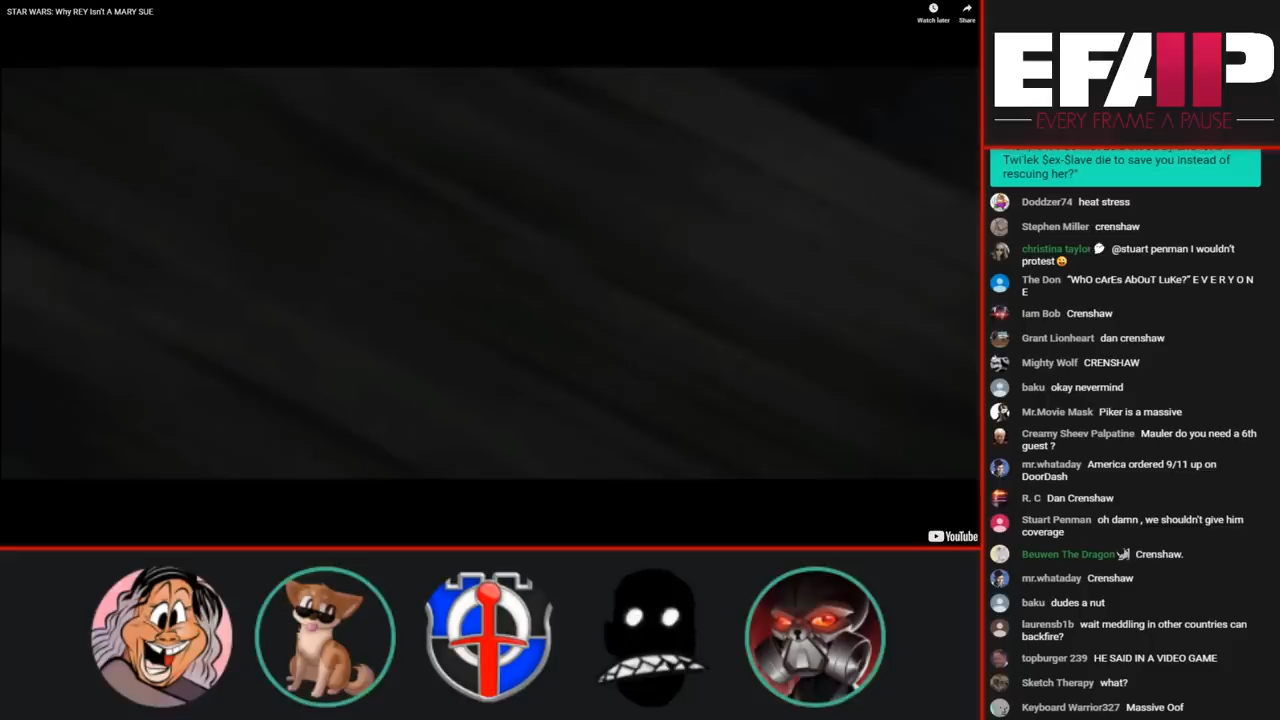 STAR WARS: Why REY Isn't A MARY SUE
Watch later
Share
YouTube
EFAP
EVERY FRAME A PAUSE
Twi'lek $ex-$lave die to save you instead of
rescuing her?"
Doddzer74 heat stress
Stephen Miller crenshaw
christina taylor @stuart penman I wouldn't
protest
The Don “WhO cArEs AbOuT LuKe?” E V E R Y O N
E
Iam Bob Crenshaw
Grant Lionheart dan crenshaw
Mighty Wolf CRENSHAW
baku okay nevermind
Mr.Movie Mask Piker is a massive
Creamy Sheev Palpatine Mauler do you need a 6th
guest ?
mr.whataday America ordered 9/11 up on
DoorDash
R. C Dan Crenshaw
Stuart Penman oh damn , we shouldn't give him
coverage
Beuwen The Dragon Crenshaw.
mr.whataday Crenshaw
baku dudes a nut
laurensb1b wait meddling in other countries can
backfire?
topburger 239 HE SAID IN A VIDEO GAME
Sketch Therapy what?
Keyboard Warrior327 Massive Oof